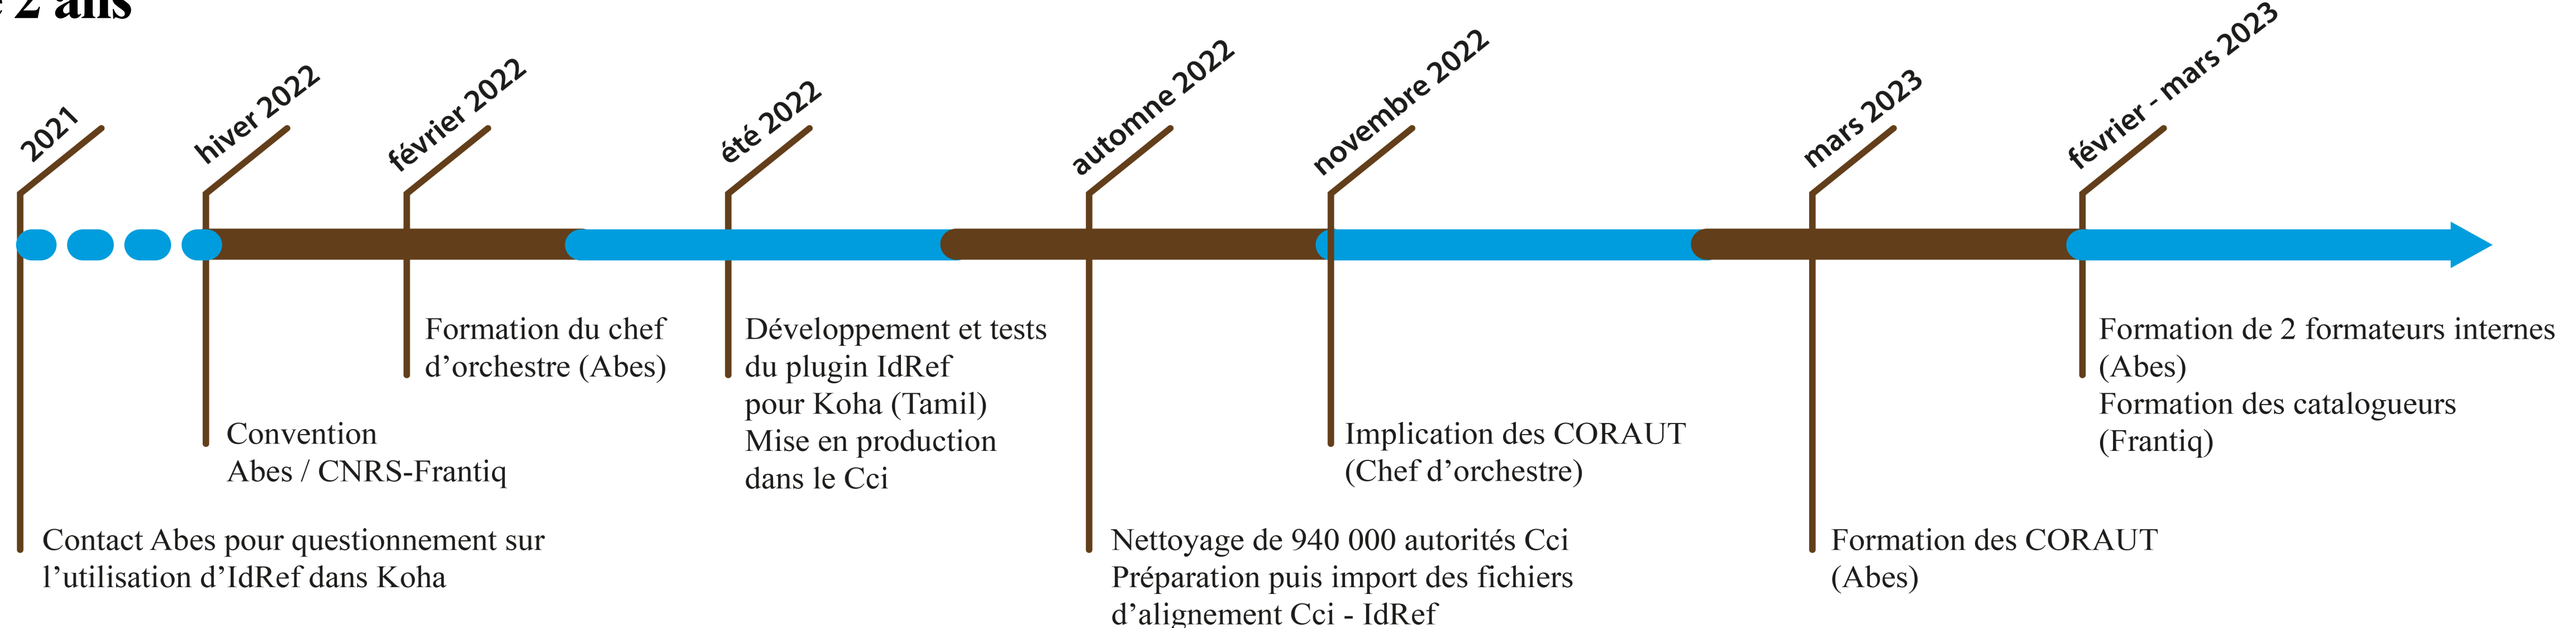 2 ans
2021
hiver 2022
février 2022
été 2022
automne 2022
novembre 2022
mars 2023
février - mars 2023
Formation du chef
d’orchestre (Abes)
Développement et tests
du plugin IdRef
pour Koha (Tamil)
Mise en production
dans le Cci
Formation de 2 formateurs internes
(Abes)
Formation des catalogueurs
(Frantiq)
Convention
Abes / CNRS-Frantiq
Implication des CORAUT
(Chef d’orchestre)
Contact Abes pour questionnement sur
l’utilisation d’IdRef dans Koha
Nettoyage de 940 000 autorités Cci
Préparation puis import des fichiers
d’alignement Cci - IdRef
Formation des CORAUT
(Abes)